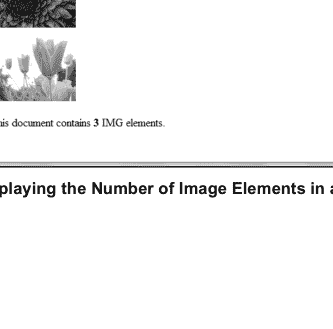 his document contains 3 IMG elements.
playing the Number of Image Elements in a